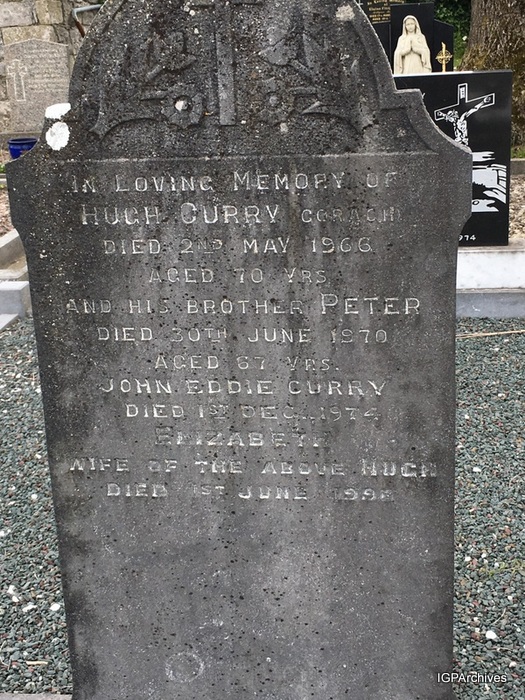 IN LOVING MEMORY OF
HUGH CURRY (CORACH)
DIED 2ND MAY 1966
AGED 70 YRS
AND HIS BROTHER PETER
DIED 30TH JUNE 1970
AGED 67 YRS.
JOHN EDDIE CURRY
DIED 1ST DEC. 1974
ELIZABETH
WIFE OF THE ABOVE HUGH
DIED 1ST JUNE
974
IGPArchives